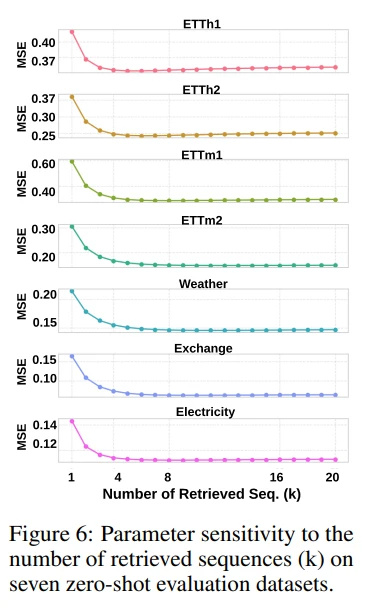 ETTh1
MSE
0.40
0.37
ETTh2
MSE
0.37
0.30
0.25
ETTm1
MSE
0.60
0.40
ETTm2
MSE
0.30
0.20
Weather
MSE
0.20
0.15
Exchange
MSE
0.15
0.10
Electricity
MSE
0.14
0.12
1 4 8 16 20
Number of Retrieved Seq. (k)
Figure 6: Parameter sensitivity to the
number of retrieved sequences (k) on
seven zero-shot evaluation datasets.